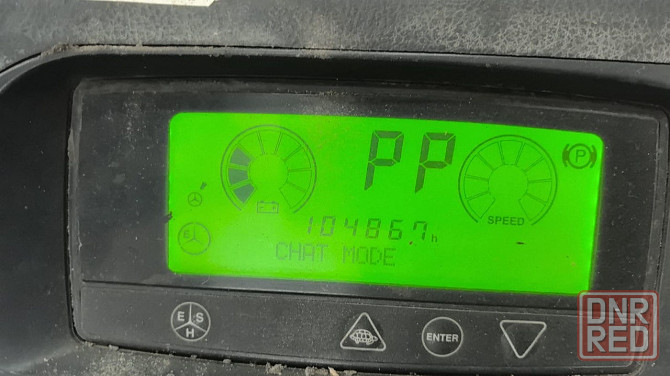 PP
P
SPEED
104867h
E
CHAT MODE
E S
H
ENTER
DNR
RED